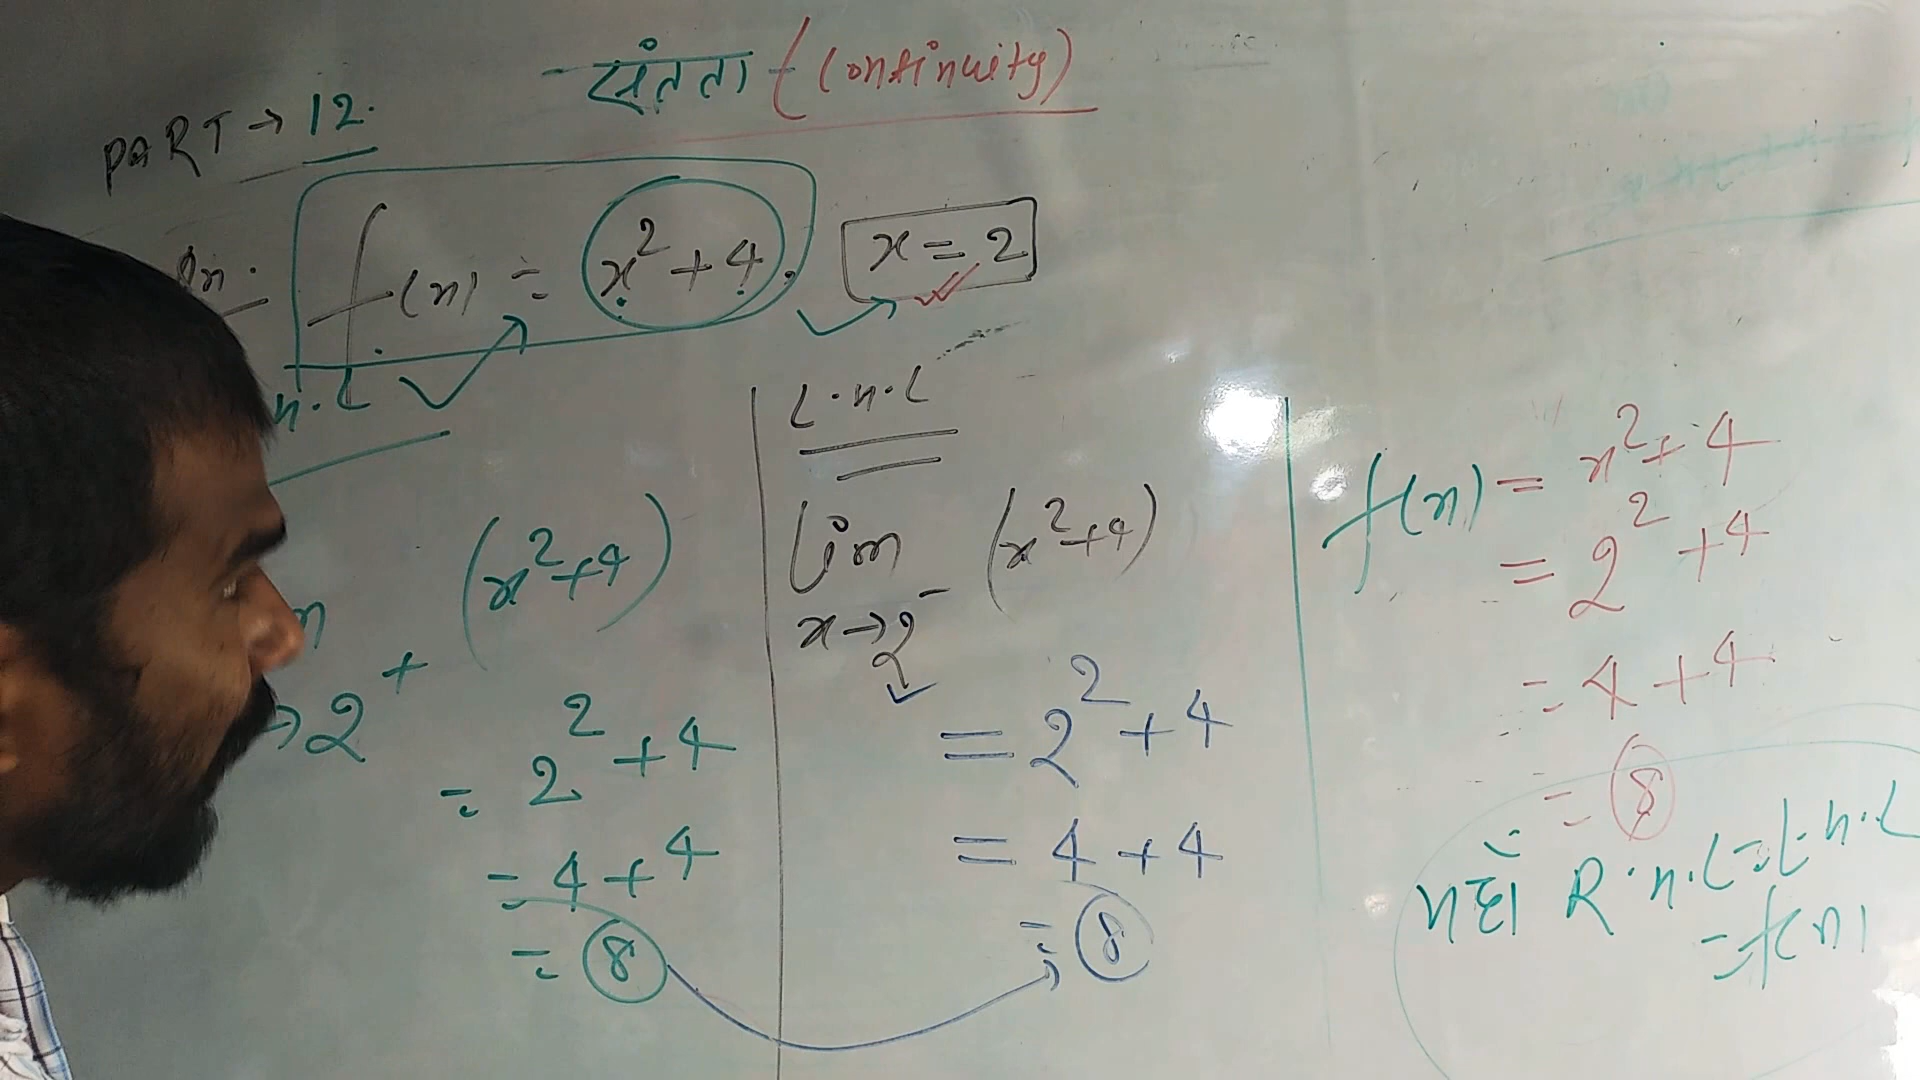 संतता (Continuity)
PART → 12.
f(x) = x²+4, x = 2
H.L
(x²+4)
→2⁺
= 2²+4
= 4+4
= 8
L.H.L
lim (x²+4)
x→2⁻
= 2²+4
= 4+4
= 8
f(x) = x²+4
= 2²+4
= 4+4
= 8
यहाँ R.H.L = L.H.L
= f(x)